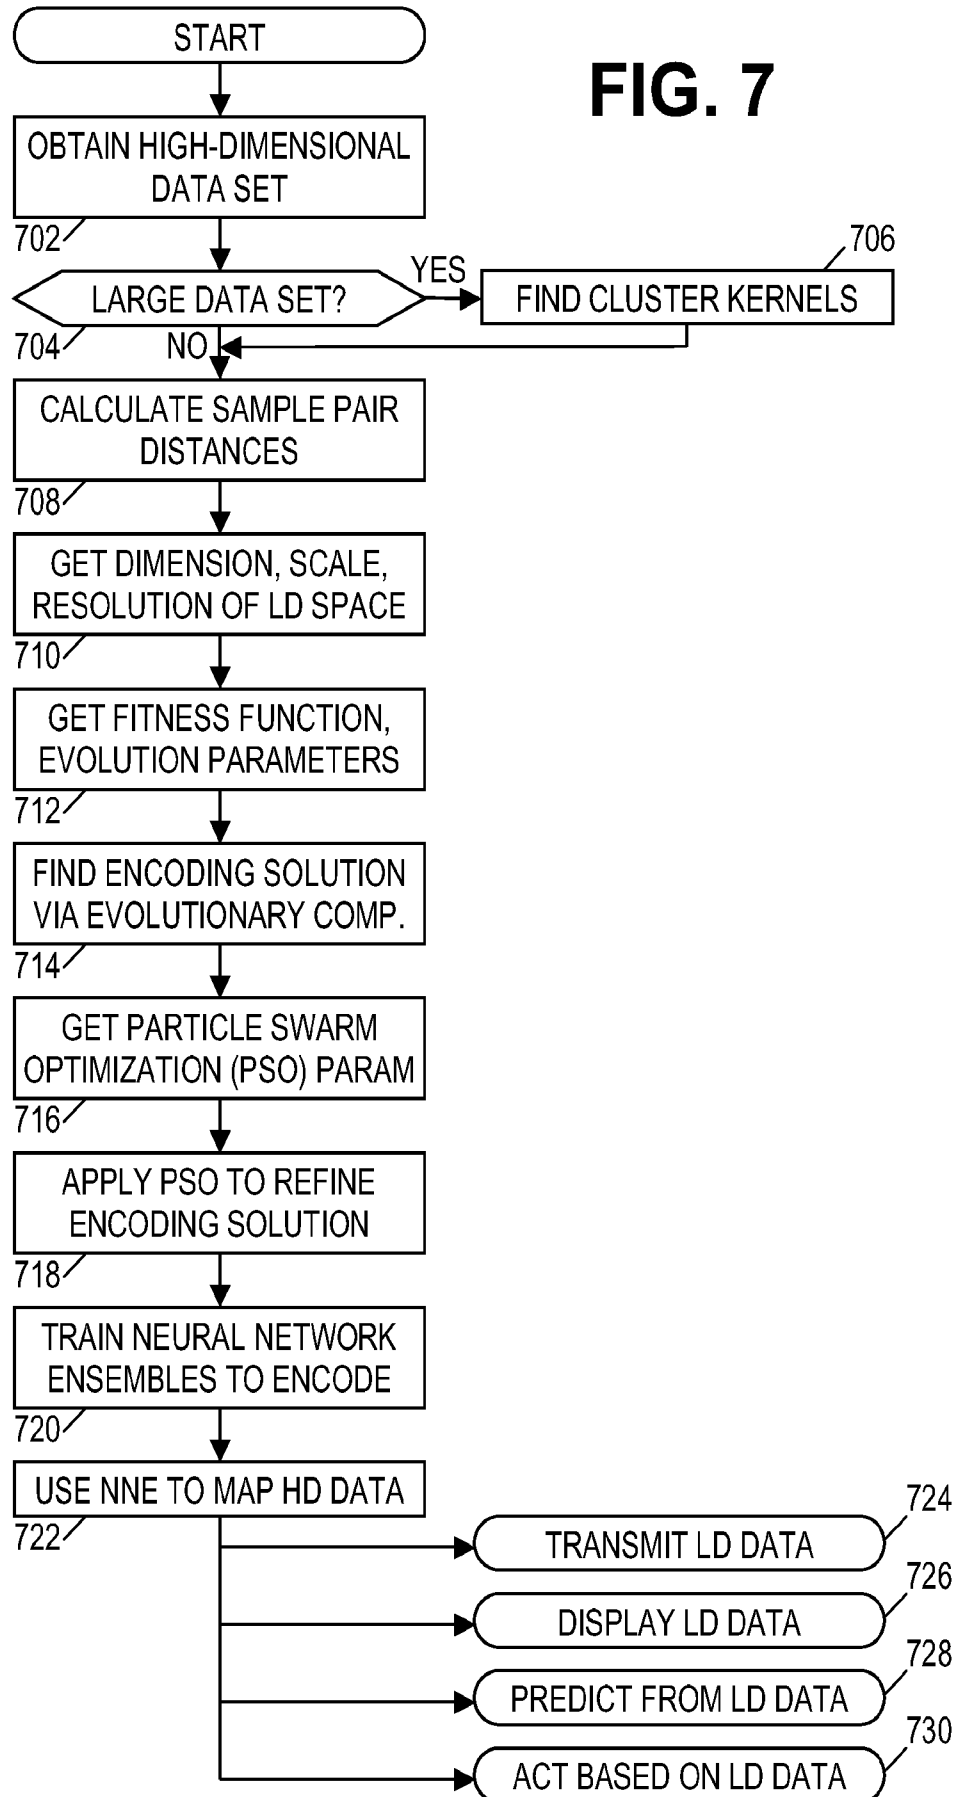 START
FIG. 7
OBTAIN HIGH-DIMENSIONAL
DATA SET
702
LARGE DATA SET?
704
YES
706
FIND CLUSTER KERNELS
NO
CALCULATE SAMPLE PAIR
DISTANCES
708
GET DIMENSION, SCALE,
RESOLUTION OF LD SPACE
710
GET FITNESS FUNCTION,
EVOLUTION PARAMETERS
712
FIND ENCODING SOLUTION
VIA EVOLUTIONARY COMP.
714
GET PARTICLE SWARM
OPTIMIZATION (PSO) PARAM
716
APPLY PSO TO REFINE
ENCODING SOLUTION
718
TRAIN NEURAL NETWORK
ENSEMBLES TO ENCODE
720
USE NNE TO MAP HD DATA
722
724
TRANSMIT LD DATA
726
DISPLAY LD DATA
728
PREDICT FROM LD DATA
730
ACT BASED ON LD DATA